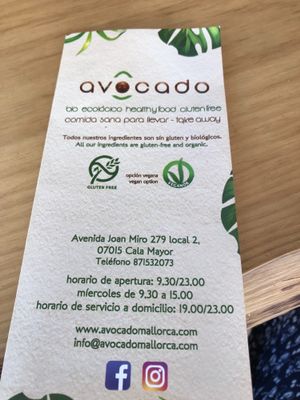 avocado
bio ecológico healthy food gluten free
comida sana para llevar - take away
Todos nuestros ingredientes son sin gluten y biológicos.
All our ingredients are gluten-free and organic.
GLUTEN FREE
opción vegana
vegan option
Avenida Joan Miro 279 local 2,
07015 Cala Mayor
Teléfono 871532073
horario de apertura: 9.30/23.00
miercoles de 9.30 a 15.00
horario de servicio a domicilio: 19.00/23.00
www.avocadomallorca.com
info@avocadomallorca.com